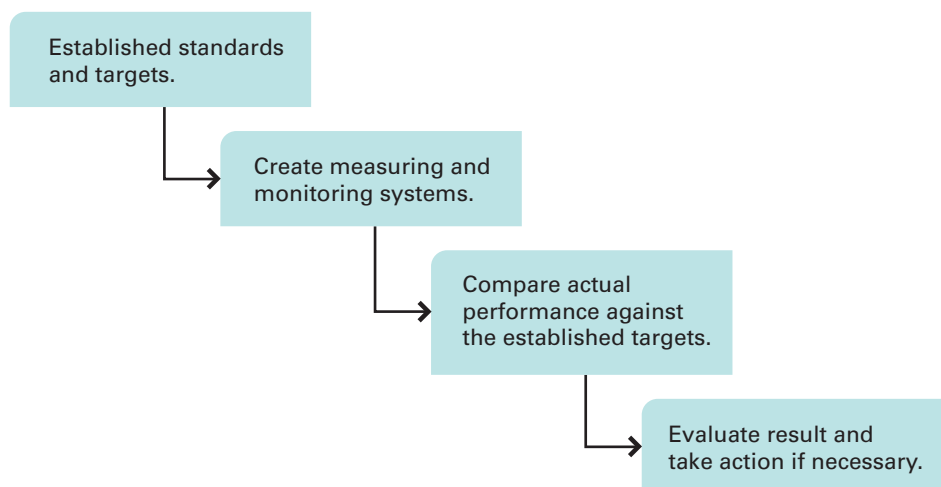 Established standards
and targets.
Create measuring and
monitoring systems.
Compare actual
performance against
the established targets.
Evaluate result and
take action if necessary.